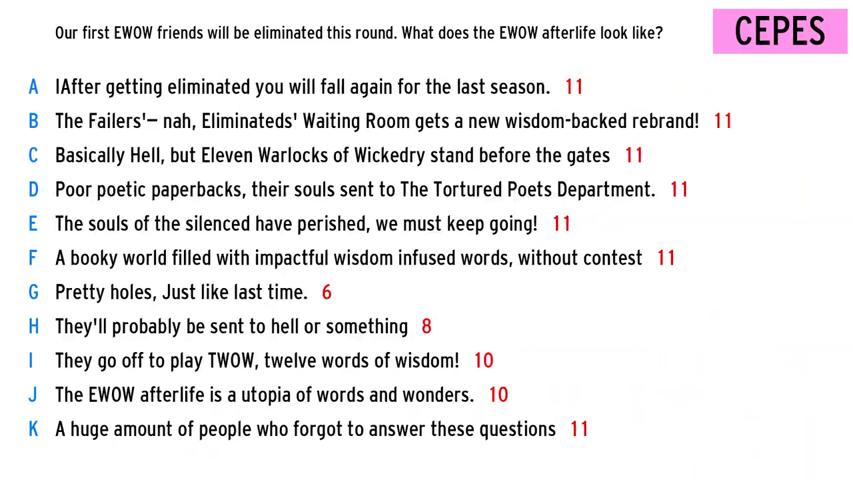 Our first EWOW friends will be eliminated this round. What does the EWOW afterlife look like?
CEPES
A IAfter getting eliminated you will fall again for the last season. 11
B The Failers'– nah, Eliminateds' Waiting Room gets a new wisdom-backed rebrand! 11
C Basically Hell, but Eleven Warlocks of Wickedry stand before the gates 11
D Poor poetic paperbacks, their souls sent to The Tortured Poets Department. 11
E The souls of the silenced have perished, we must keep going! 11
F A booky world filled with impactful wisdom infused words, without contest 11
G Pretty holes, Just like last time. 6
H They'll probably be sent to hell or something 8
I They go off to play TWOW, twelve words of wisdom! 10
J The EWOW afterlife is a utopia of words and wonders. 10
K A huge amount of people who forgot to answer these questions 11